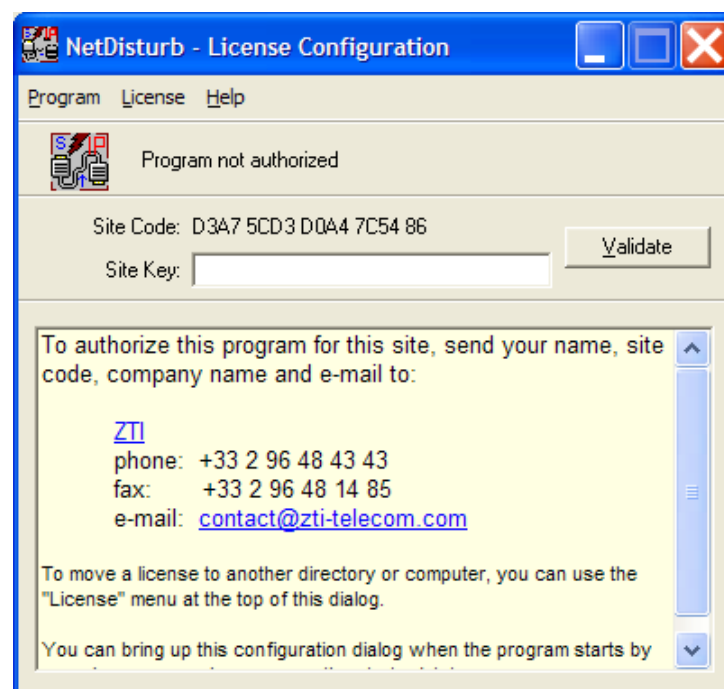 NetDisturb - License Configuration
Program License Help
Program not authorized
Site Code: D3A7 5CD3 D0A4 7C54 86
Validate
Site Key:
To authorize this program for this site, send your name, site
code, company name and e-mail to:
ZTI
phone: +33 2 96 48 43 43
fax: +33 2 96 48 14 85
e-mail: contact@zti-telecom.com
To move a license to another directory or computer, you can use the
"License" menu at the top of this dialog.
You can bring up this configuration dialog when the program starts by